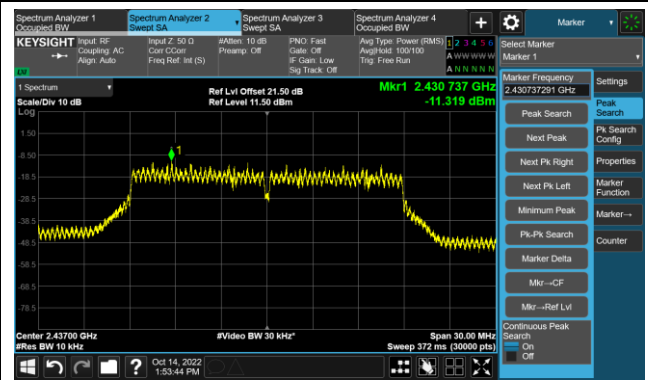 Spectrum Analyzer 1
Occupied BW
Spectrum Analyzer 2
Swept SA
Spectrum Analyzer 3
Swept SA
Spectrum Analyzer 4
Occupied BW
+
Marker
KEYSIGHT
Input: RF
Coupling: AC
Align: Auto
Input Z: 50 Ω
Corr CCorr
Freq Ref: Int (S)
#Atten: 10 dB
Preamp: Off
PNO: Fast
Gate: Off
IF Gain: Low
Sig Track: Off
Avg Type: Power (RMS)
Avg|Hold: 100/100
Trig: Free Run
1 2 3 4 5 6
A W W W W W
A N N N N N
LXI
Select Marker
Marker 1
1 Spectrum
Scale/Div 10 dB
Log
Ref Lvl Offset 21.50 dB
Ref Level 11.50 dBm
Mkr1 2.430 737 GHz
-11.319 dBm
1
1.50
-8.50
-18.5
-28.5
-38.5
-48.5
-58.5
-68.5
-78.5
Center 2.43700 GHz
#Res BW 10 kHz
#Video BW 30 kHz*
Span 30.00 MHz
Sweep 372 ms (30000 pts)
Marker Frequency
2.430737291 GHz
Peak Search
Next Peak
Next Pk Right
Next Pk Left
Minimum Peak
Pk-Pk Search
Marker Delta
Mkr→CF
Mkr→Ref Lvl
Continuous Peak
Search
On
Off
Settings
Peak
Search
Pk Search
Config
Properties
Marker
Function
Marker→
Counter
?
Oct 14, 2022
1:53:44 PM